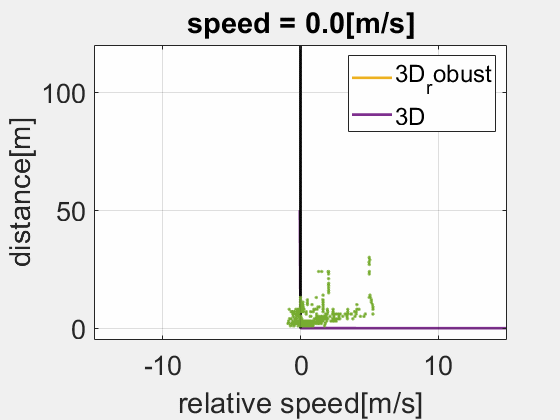 speed = 0.0[m/s]
3D_robust
3D
distance[m]
100
50
0
-10
0
10
relative speed[m/s]